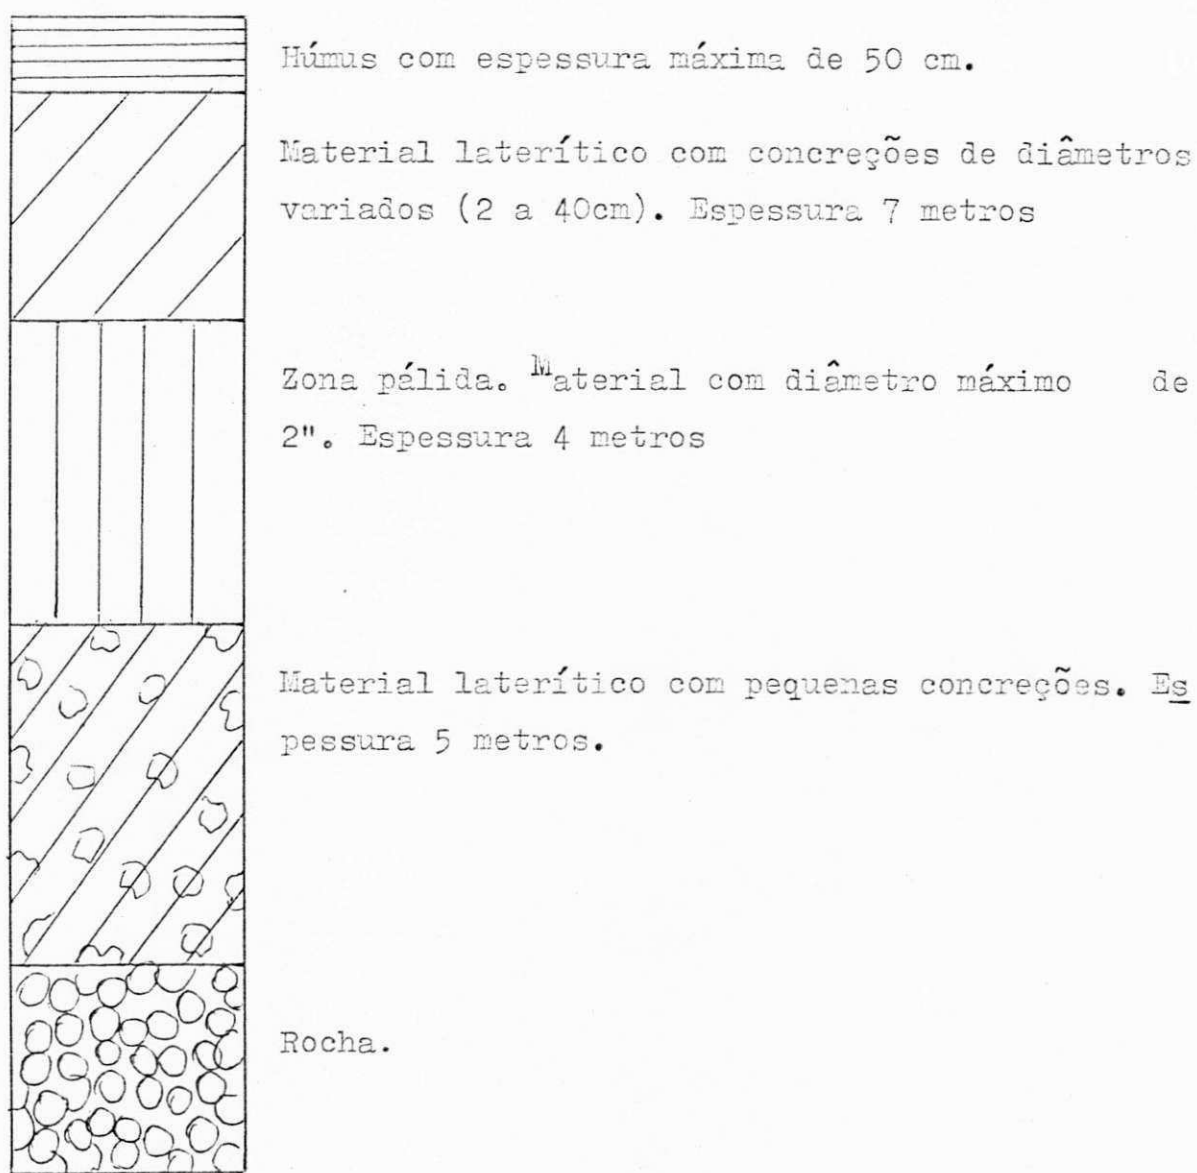 Húmus com espessura máxima de 50 cm.
Material laterítico com concreções de diâmetros
variados (2 a 40cm). Espessura 7 metros
Zona pálida. Material com diâmetro máximo de
2". Espessura 4 metros
Material laterítico com pequenas concreções. Es
pessura 5 metros.
Rocha.